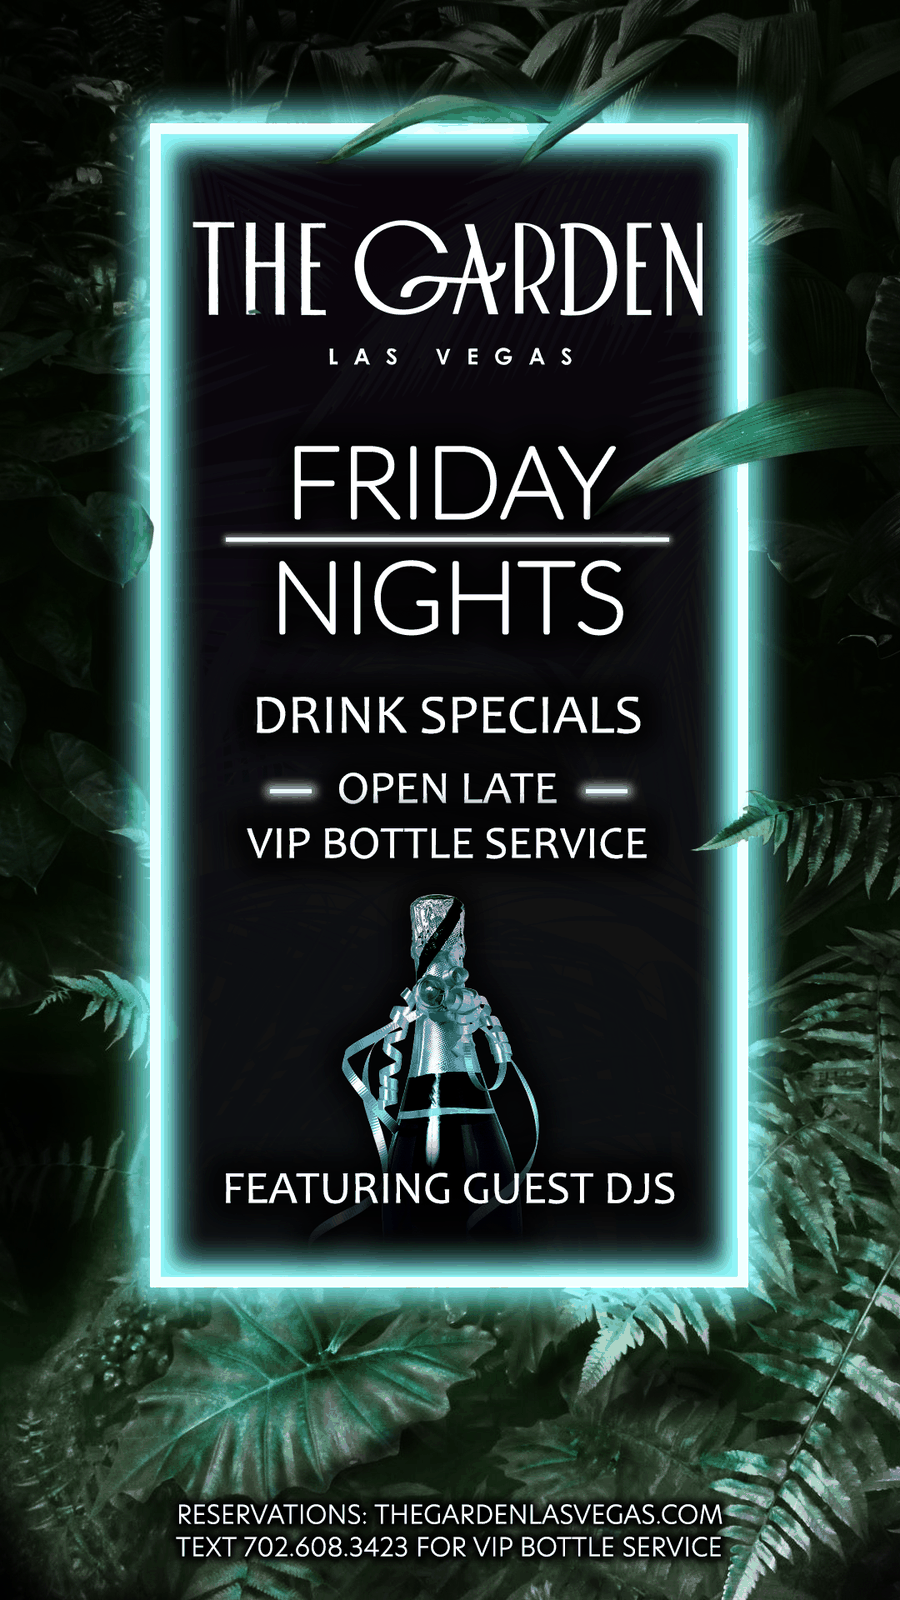 THE GARDEN
LAS VEGAS
FRIDAY
NIGHTS
DRINK SPECIALS
OPEN LATE
VIP BOTTLE SERVICE
FEATURING GUEST DJS
RESERVATIONS: THEGARDENLASVEGAS.COM
TEXT 702.608.3423 FOR VIP BOTTLE SERVICE